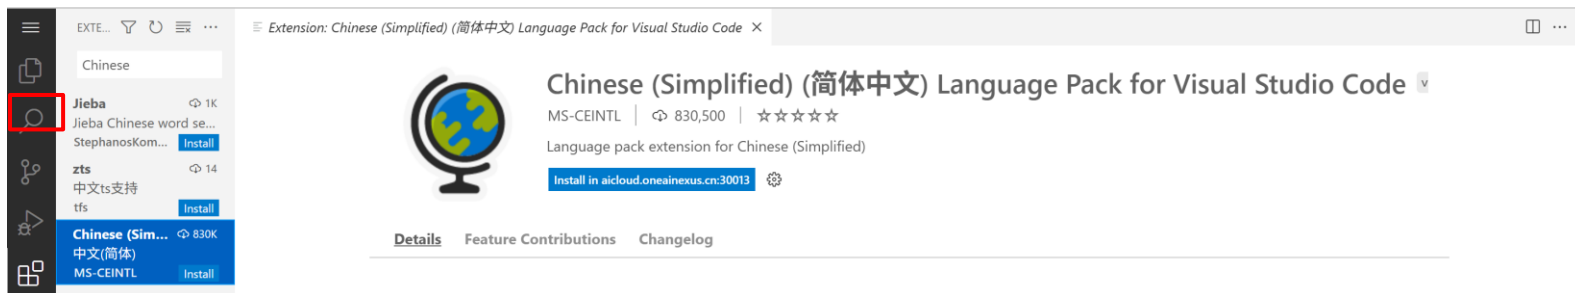 EXTE...
Extension: Chinese (Simplified) (简体中文) Language Pack for Visual Studio Code
Chinese
Jieba 1K
Jieba Chinese word se...
StephanosKom... Install
zts 14
中文ts支持
tfs Install
Chinese (Sim... 830K
中文(简体)
MS-CEINTL Install
Chinese (Simplified) (简体中文) Language Pack for Visual Studio Code v
MS-CEINTL 830,500
Language pack extension for Chinese (Simplified)
Install in aicloud.oneainexus.cn:30013
Details Feature Contributions Changelog